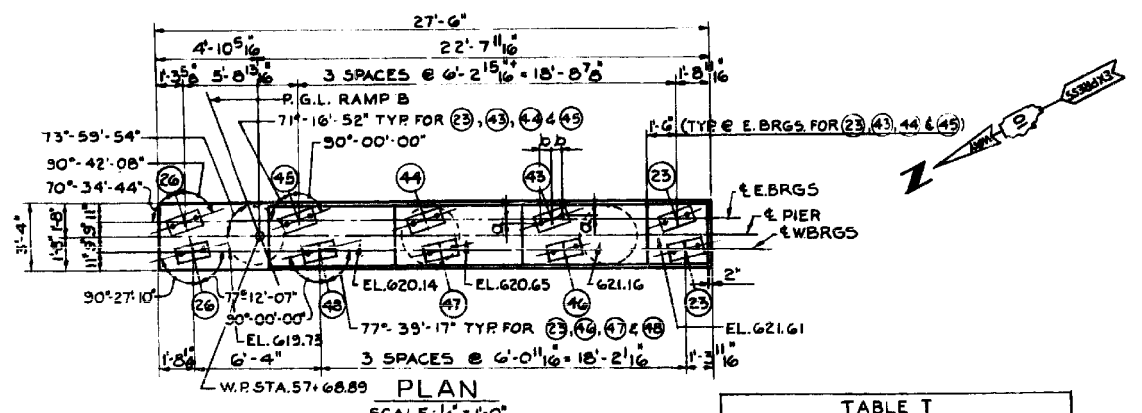 27'-6"
4'-10 5/16
22'-7 11/16"
1'-3 5/8"
5'-8 13/16"
3 SPACES @ 6'-2 15/16"+ = 18'-8 7/8"
1'-8 11/16"
P.G.L. RAMP B
71°-16'-52" TYP. FOR 23, 43, 44 & 45
73°-59'-54"
90°-00'-00"
1'-6" (TYP. @ E. BRGS. FOR 23, 43, 44 & 45)
90°-42'-08"
70°-34'-44"
EXPRESS
10
WAY
N
26
45
44
43
23
b b
a
a
℄ E. BRGS
℄ PIER
℄ W. BRGS
3'-4"
1'-8"
11"
9"
11"
2"
90°-27'-10"
77°-12'-07"
90°-00'-00"
EL. 620.14
EL. 620.65
621.16
26
48
47
46
23
77°-39'-17" TYP. FOR 23, 46, 47 & 48
EL. 619.73
EL. 621.61
6'-4"
3 SPACES @ 6'-0 11/16" = 18'-2 1/16"
1'-3 11/16"
W.P. STA. 57+68.89
PLAN
TABLE T